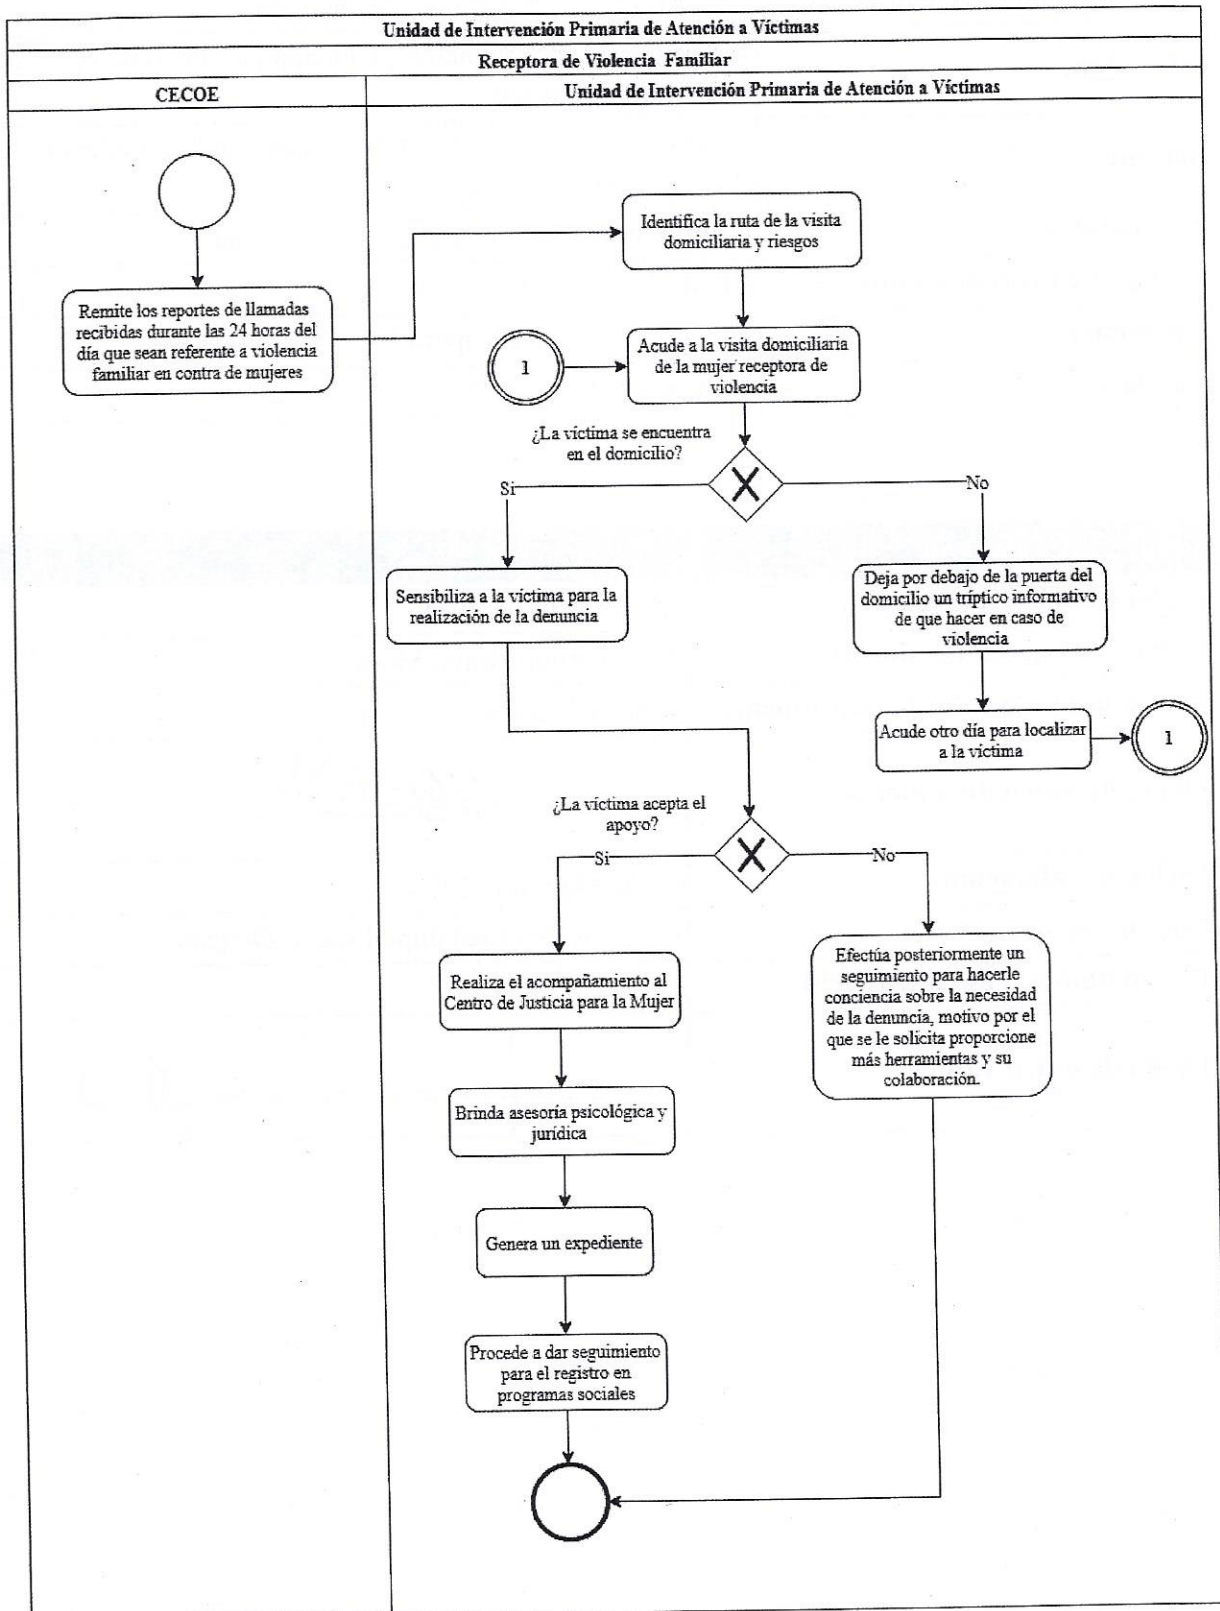 Unidad de Intervención Primaria de Atención a Víctimas
Receptora de Violencia Familiar
CECOE
Unidad de Intervención Primaria de Atención a Víctimas
Remite los reportes de llamadas
recibidas durante las 24 horas del
día que sean referente a violencia
familiar en contra de mujeres
Identifica la ruta de la visita
domiciliaria y riesgos
1
Acude a la visita domiciliaria
de la mujer receptora de
violencia
¿La víctima se encuentra
en el domicilio?
Si
No
Sensibiliza a la víctima para la
realización de la denuncia
Deja por debajo de la puerta del
domicilio un tríptico informativo
de que hacer en caso de
violencia
Acude otro día para localizar
a la víctima
1
¿La víctima acepta el
apoyo?
Si
No
Realiza el acompañamiento al
Centro de Justicia para la Mujer
Efectúa posteriormente un
seguimiento para hacerle
conciencia sobre la necesidad
de la denuncia, motivo por el
que se le solicita proporcione
más herramientas y su
colaboración.
Brinda asesoría psicológica y
jurídica
Genera un expediente
Procede a dar seguimiento
para el registro en
programas sociales